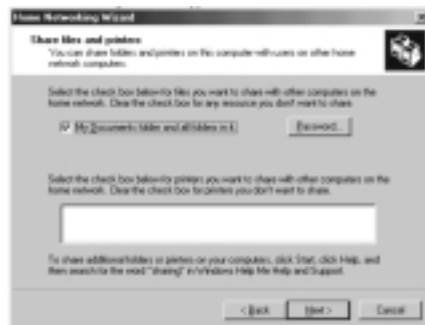 Home Networking Wizard
Share files and printers
You can share folders and printers on this computer with users on other home
network computers.
Select the check box below for files you want to share with other computers on the
home network. Clear the check box for any resource you don't want to share.
My Documents folder and all folders in it.
Password...
Select the check box below for printers you want to share with other computers on the
home network. Clear the check box for printers you don't want to share.
To share additional folders or printers on your computers, click Start, click Help, and
then search for the word "sharing" in Windows Help Me Help and Support.
< Back
Next >
Cancel